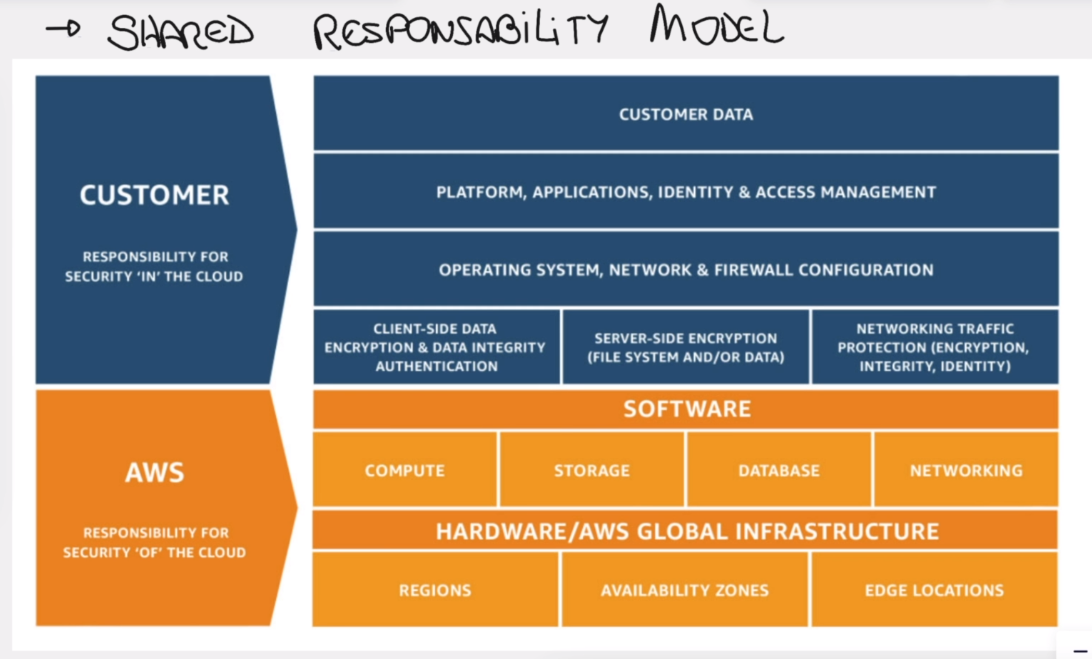 → SHARED RESPONSABILITY MODEL
CUSTOMER
RESPONSIBILITY FOR
SECURITY ‘IN’ THE CLOUD
CUSTOMER DATA
PLATFORM, APPLICATIONS, IDENTITY & ACCESS MANAGEMENT
OPERATING SYSTEM, NETWORK & FIREWALL CONFIGURATION
CLIENT-SIDE DATA
ENCRYPTION & DATA INTEGRITY
AUTHENTICATION
SERVER-SIDE ENCRYPTION
(FILE SYSTEM AND/OR DATA)
NETWORKING TRAFFIC
PROTECTION (ENCRYPTION,
INTEGRITY, IDENTITY)
AWS
RESPONSIBILITY FOR
SECURITY ‘OF’ THE CLOUD
SOFTWARE
COMPUTE
STORAGE
DATABASE
NETWORKING
HARDWARE/AWS GLOBAL INFRASTRUCTURE
REGIONS
AVAILABILITY ZONES
EDGE LOCATIONS